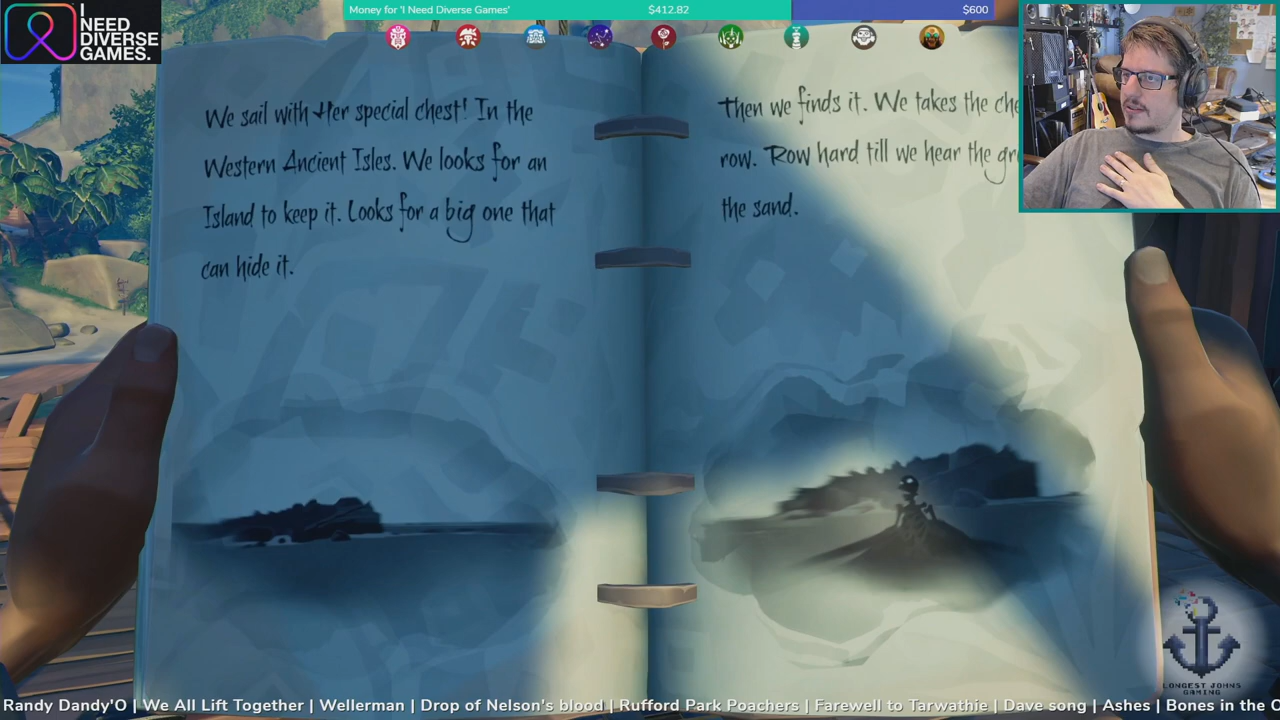 I
NEED
DIVERSE
GAMES.
Money for 'I Need Diverse Games' $412.82 $600
We sail with Her special chest! In the
Western Ancient Isles. We looks for an
Island to keep it. Looks for a big one that
can hide it.
Then we finds it. We takes the
row. Row hard till we hear the
the sand.
LONGEST JOHNS
GAMING
Randy Dandy'O | We All Lift Together | Wellerman | Drop of Nelson's blood | Rufford Park Poachers | Farewell to Tarwathie | Dave song | Ashes | Bones in the